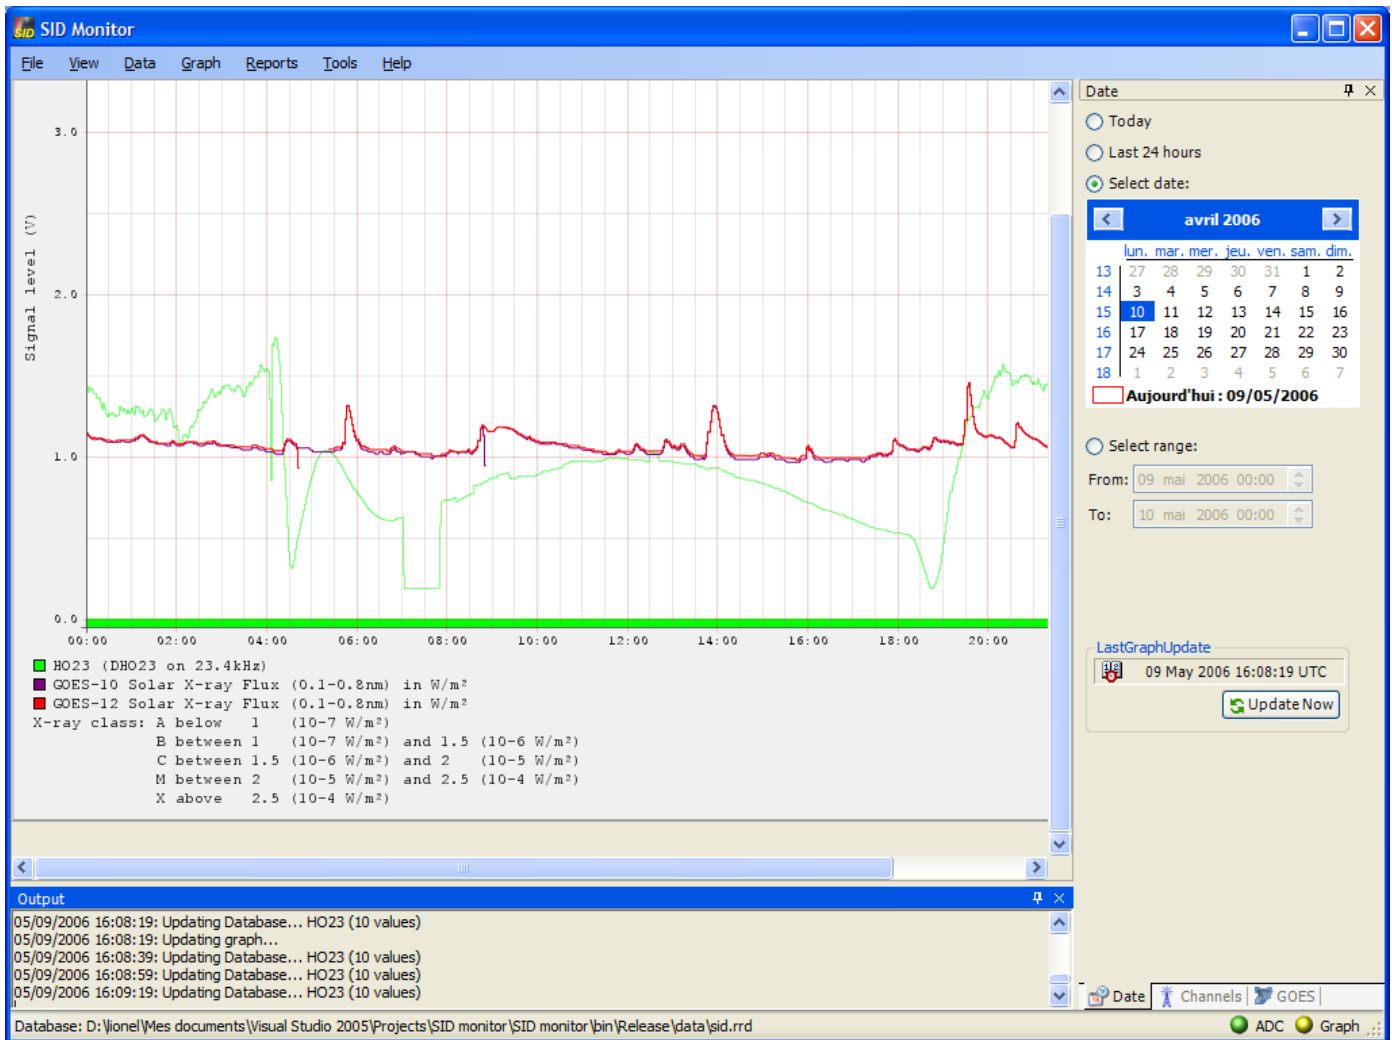 SID Monitor
File View Data Graph Reports Tools Help
Signal level (V)
3.0
2.0
1.0
0.0
00:00 02:00 04:00 06:00 08:00 10:00 12:00 14:00 16:00 18:00 20:00
HO23 (DHO23 on 23.4kHz)
GOES-10 Solar X-ray Flux (0.1-0.8nm) in W/m²
GOES-12 Solar X-ray Flux (0.1-0.8nm) in W/m²
X-ray class: A below 1 (10-7 W/m²)
B between 1 (10-7 W/m²) and 1.5 (10-6 W/m²)
C between 1.5 (10-6 W/m²) and 2 (10-5 W/m²)
M between 2 (10-5 W/m²) and 2.5 (10-4 W/m²)
X above 2.5 (10-4 W/m²)
Date
Today
Last 24 hours
Select date:
avril 2006
lun. mar. mer. jeu. ven. sam. dim.
13 27 28 29 30 31 1 2
14 3 4 5 6 7 8 9
15 10 11 12 13 14 15 16
16 17 18 19 20 21 22 23
17 24 25 26 27 28 29 30
18 1 2 3 4 5 6 7
Aujourd'hui : 09/05/2006
Select range:
From: 09 mai 2006 00:00
To: 10 mai 2006 00:00
LastGraphUpdate
09 May 2006 16:08:19 UTC
Update Now
Output
05/09/2006 16:08:19: Updating Database... HO23 (10 values)
05/09/2006 16:08:19: Updating graph...
05/09/2006 16:08:39: Updating Database... HO23 (10 values)
05/09/2006 16:08:59: Updating Database... HO23 (10 values)
05/09/2006 16:09:19: Updating Database... HO23 (10 values)
Date Channels GOES
Database: D:\lionel\Mes documents\Visual Studio 2005\Projects\SID monitor\SID monitor\bin\Release\data\sid.rrd
ADC Graph